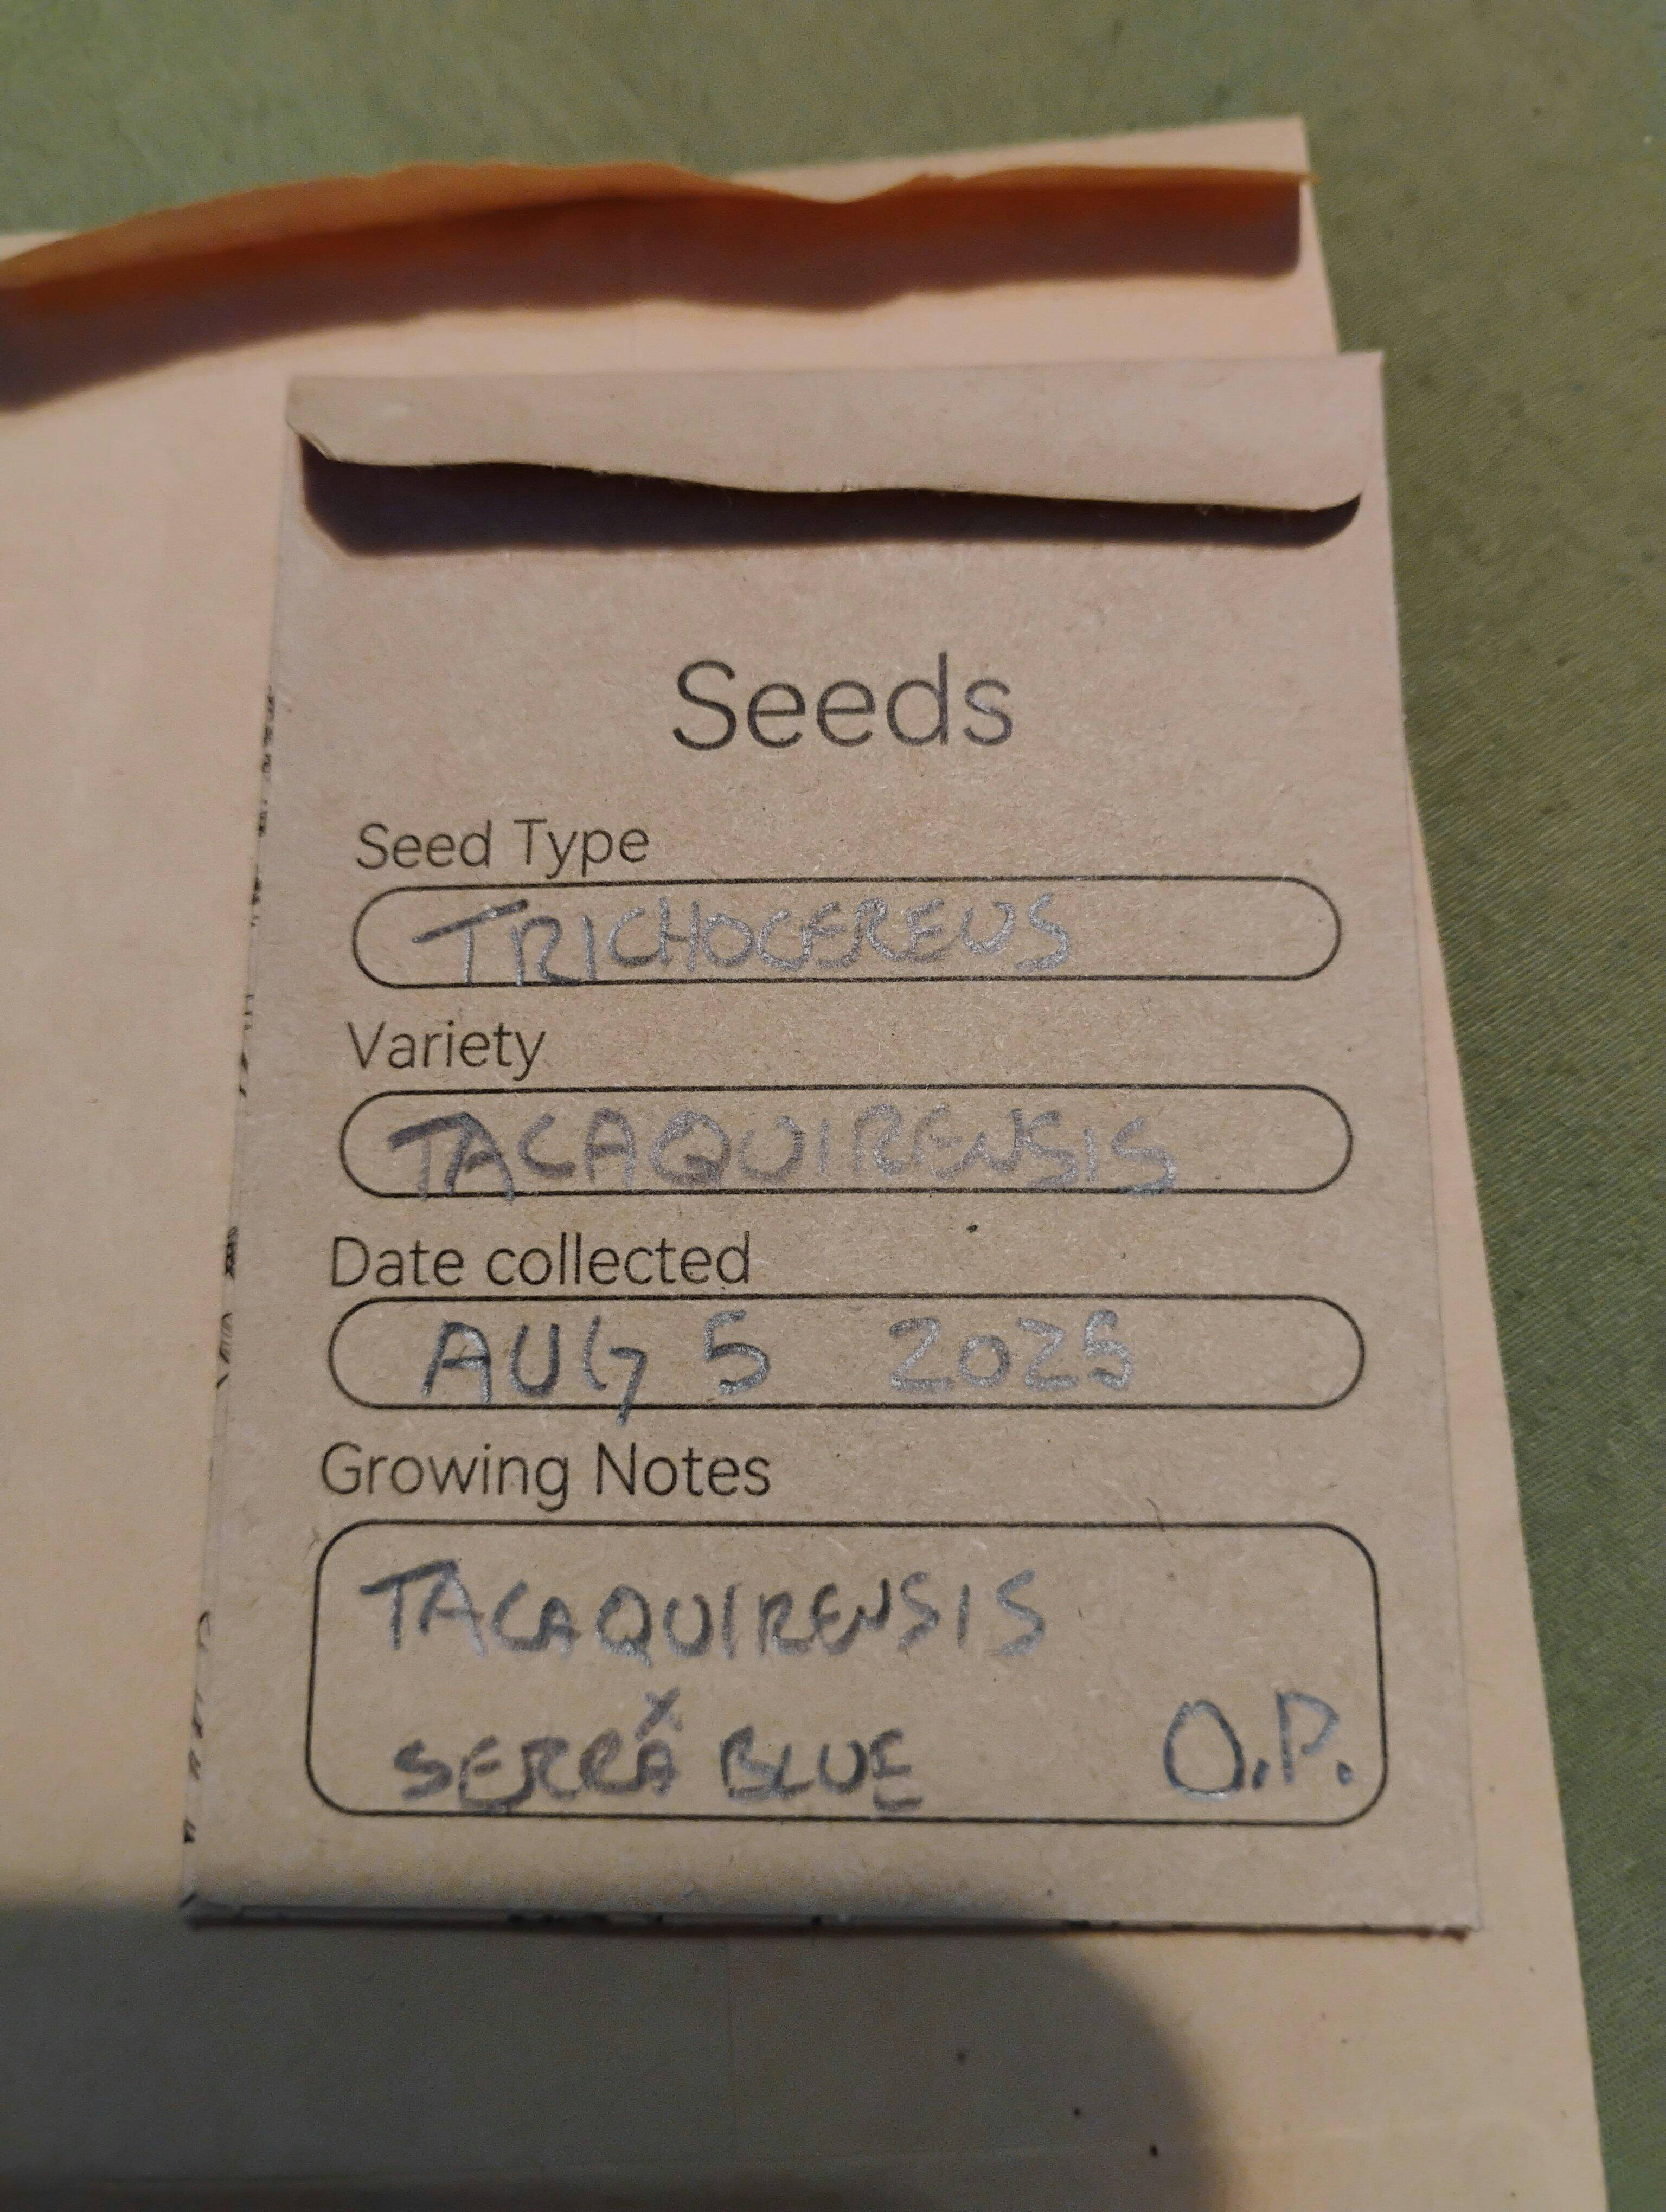 Seeds
Seed Type
TRICHOCEREUS
Variety
TACAQUIRENSIS
Date collected
AUG 5 2025
Growing Notes
TACAQUIRENSIS
x
SERRA BLUE O.P.